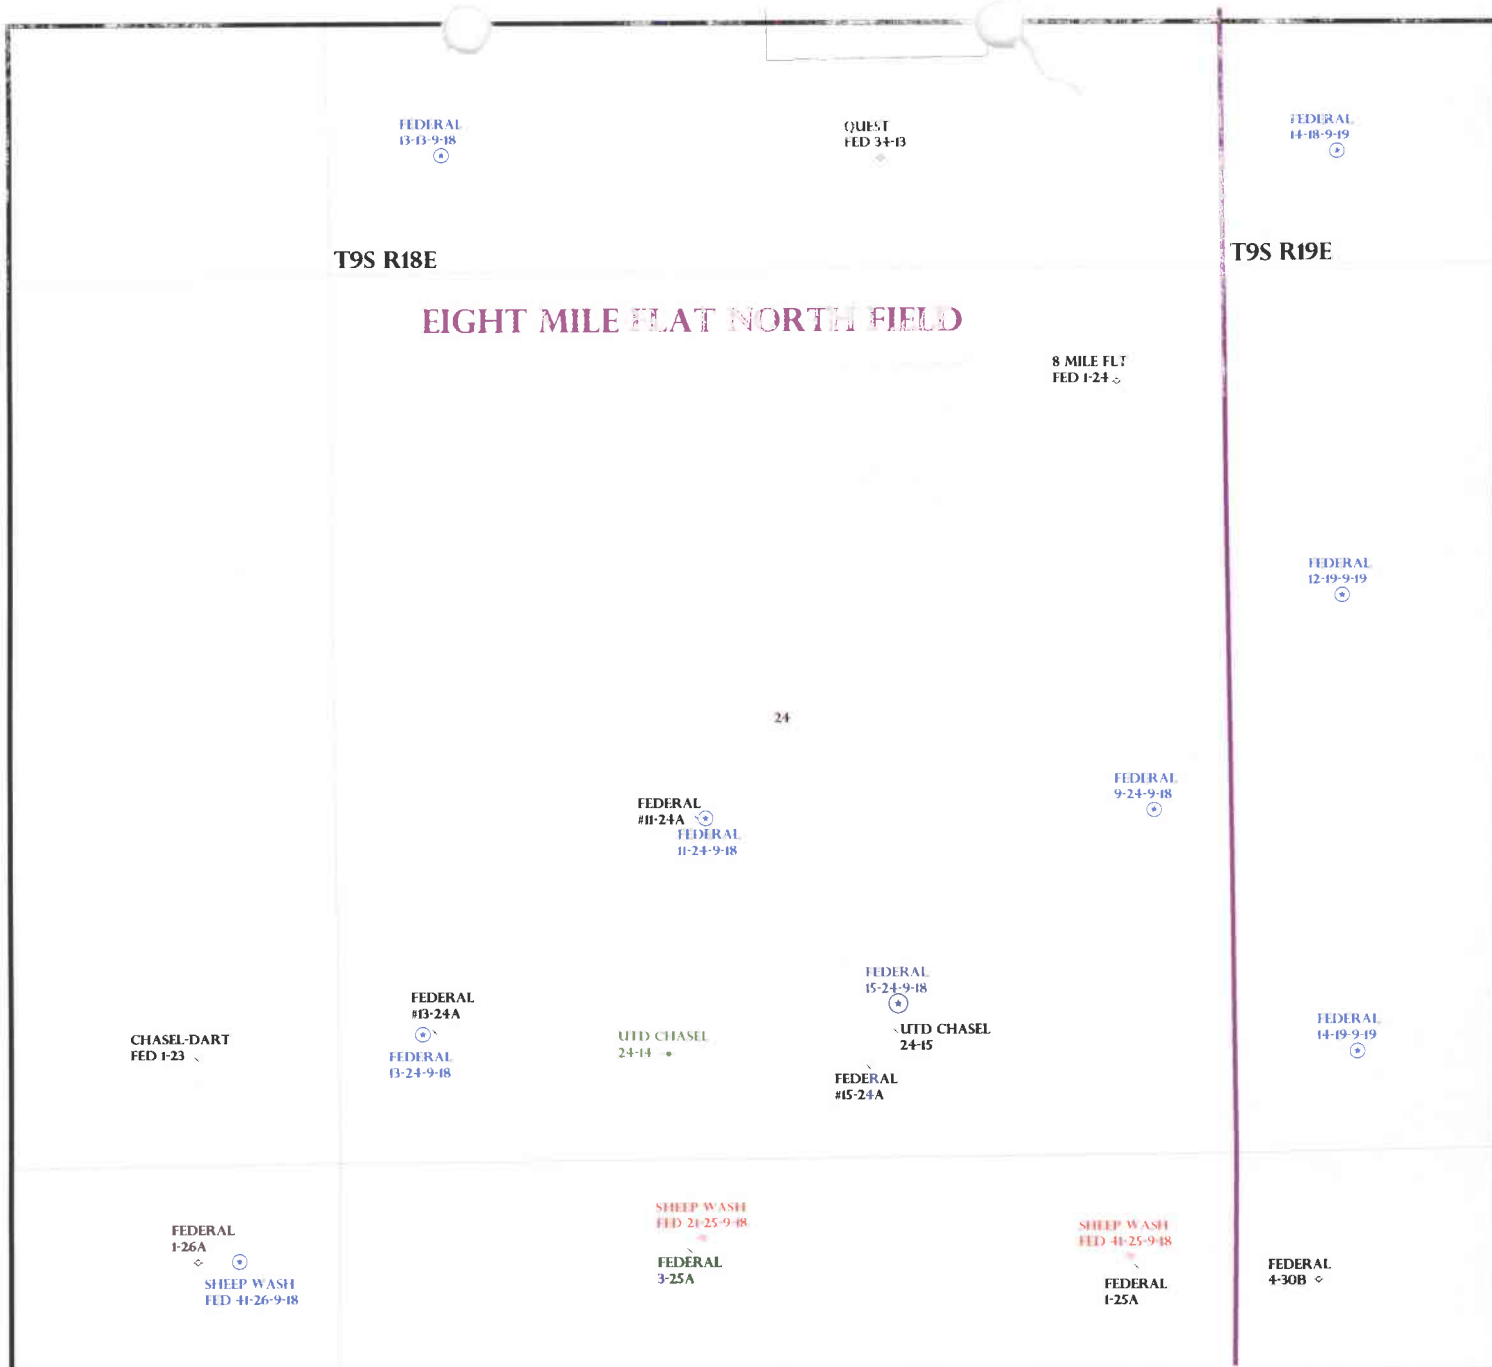 FEDERAL
13-13-9-18
QUEST
FED 34-13
FEDERAL
14-18-9-19
T9S R18E
T9S R19E
EIGHT MILE FLAT NORTH FIELD
8 MILE FLT
FED 1-24
FEDERAL
12-19-9-19
24
FEDERAL
9-24-9-18
FEDERAL
#11-24A
FEDERAL
11-24-9-18
FEDERAL
15-24-9-18
FEDERAL
#13-24A
FEDERAL
13-24-9-18
CHASEL-DART
FED 1-23
UTD CHASEL
24-14
UTD CHASEL
24-15
FEDERAL
#15-24A
FEDERAL
14-19-9-19
SHEEP WASH
FED 21-25-9-18
FEDERAL
3-25A
SHEEP WASH
FED 41-25-9-18
FEDERAL
1-25A
FEDERAL
1-26A
SHEEP WASH
FED 41-26-9-18
FEDERAL
4-30B